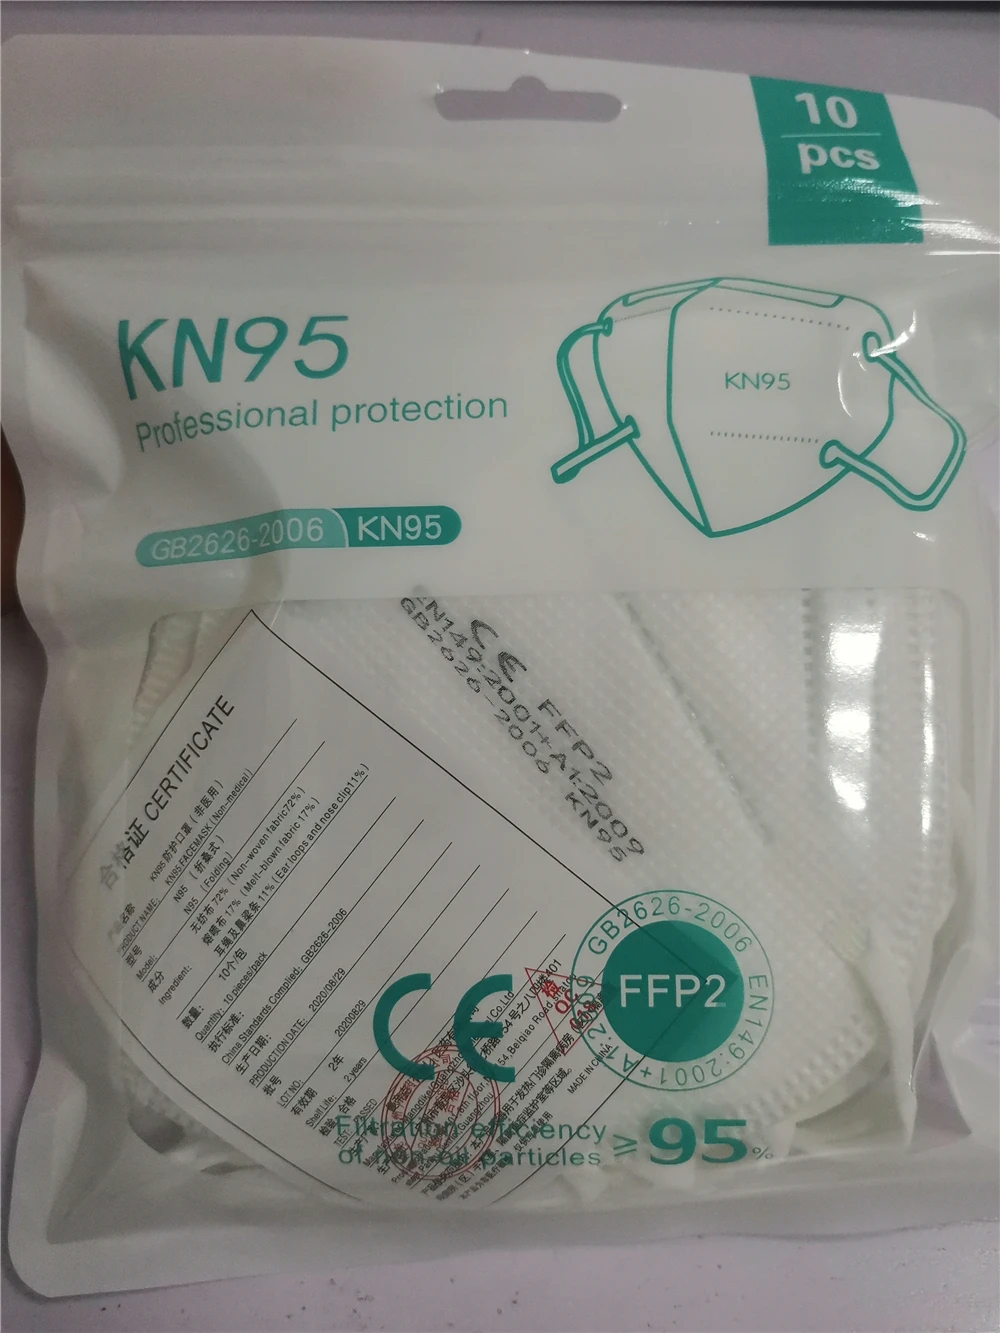 10
pcs
KN95
Professional protection
KN95
GB2626-2006 KN95
CE FFP2
EN149:2001+A1:2009
GB2626-2006 KN95
合格证 CERTIFICATE
产品名称 KN95 防护口罩 (非医用)
PRODUCT NAME: KN95 FACEMASK (Non-medical)
型号 N95 (折叠式)
Model: N95 (Folding)
成分 无纺布 72% (Non-woven fabric72%)
Ingredient: 熔喷布 17% (Melt-blown fabric 17%)
耳绳及鼻梁条 11% (Ear loops and nose clip11%)
数量: 10个/包
Quantity: 10 pieces/pack
执行标准:
China Standards Complied: GB2626-2006
生产日期:
PRODUCTION DATE: 2020/08/29
批号
LOT NO. 20200829
有效期 2年
Shelf Life: 2 years
检验 合格
MADE IN CHINA
CE
FFP2
GB2626-2006 EN149:2001+A1:2009
Filtration efficiency
of non-oil particles ≥95%